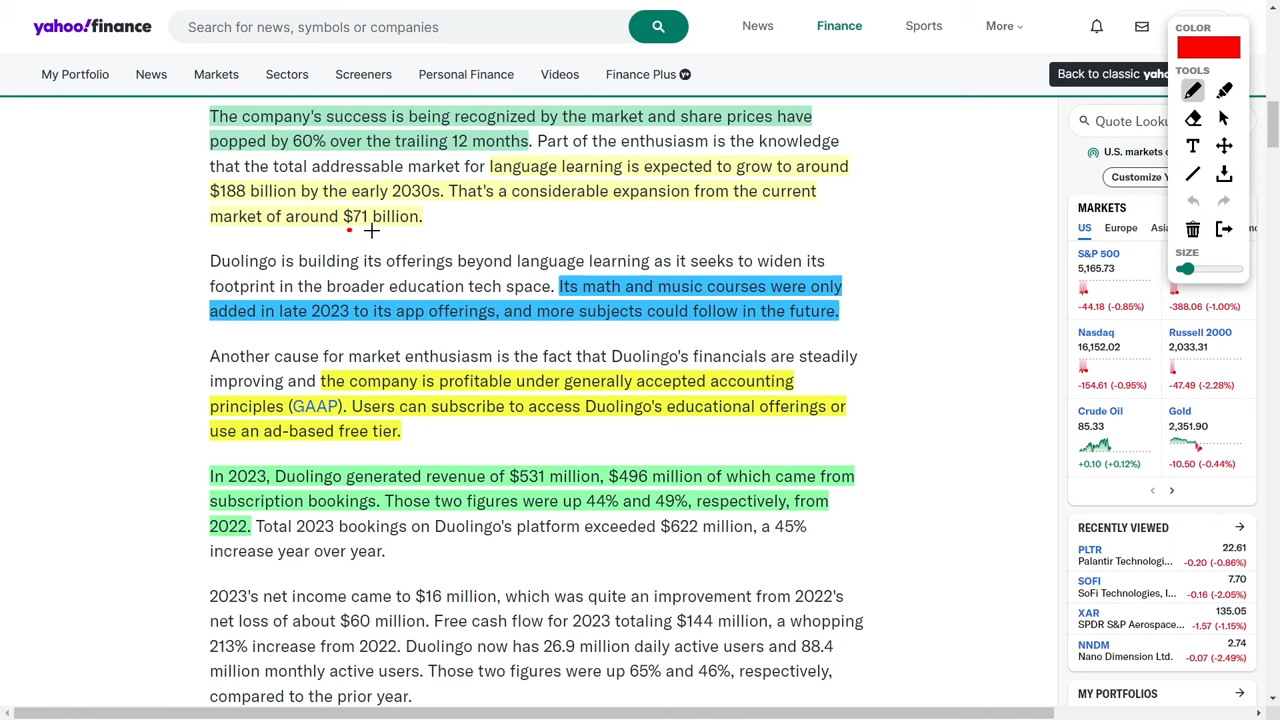 yahoo!finance
Search for news, symbols or companies
News
Finance
Sports
More
My Portfolio
News
Markets
Sectors
Screeners
Personal Finance
Videos
Finance Plus
Back to classic yaho
COLOR
TOOLS
SIZE
The company's success is being recognized by the market and share prices have
popped by 60% over the trailing 12 months. Part of the enthusiasm is the knowledge
that the total addressable market for language learning is expected to grow to around
$188 billion by the early 2030s. That's a considerable expansion from the current
market of around $71 billion.
Duolingo is building its offerings beyond language learning as it seeks to widen its
footprint in the broader education tech space. Its math and music courses were only
added in late 2023 to its app offerings, and more subjects could follow in the future.
Another cause for market enthusiasm is the fact that Duolingo's financials are steadily
improving and the company is profitable under generally accepted accounting
principles (GAAP). Users can subscribe to access Duolingo's educational offerings or
use an ad-based free tier.
In 2023, Duolingo generated revenue of $531 million, $496 million of which came from
subscription bookings. Those two figures were up 44% and 49%, respectively, from
2022. Total 2023 bookings on Duolingo's platform exceeded $622 million, a 45%
increase year over year.
2023's net income came to $16 million, which was quite an improvement from 2022's
net loss of about $60 million. Free cash flow for 2023 totaling $144 million, a whopping
213% increase from 2022. Duolingo now has 26.9 million daily active users and 88.4
million monthly active users. Those two figures were up 65% and 46%, respectively,
compared to the prior year.
Quote Looku
U.S. markets
Customize
MARKETS
US Europe Asia
S&P 500
5,165.73
-44.18 (-0.85%)
-388.06 (-1.00%)
Nasdaq
16,152.02
-154.61 (-0.95%)
Russell 2000
2,033.31
-47.49 (-2.28%)
Crude Oil
85.33
+0.10 (+0.12%)
Gold
2,351.90
-10.50 (-0.44%)
RECENTLY VIEWED
PLTR 22.61
Palantir Technologi... -0.20 (-0.86%)
SOFI 7.70
SoFi Technologies, I... -0.16 (-2.05%)
XAR 135.05
SPDR S&P Aerospace... -1.57 (-1.15%)
NNDM 2.74
Nano Dimension Ltd. -0.07 (-2.49%)
MY PORTFOLIOS